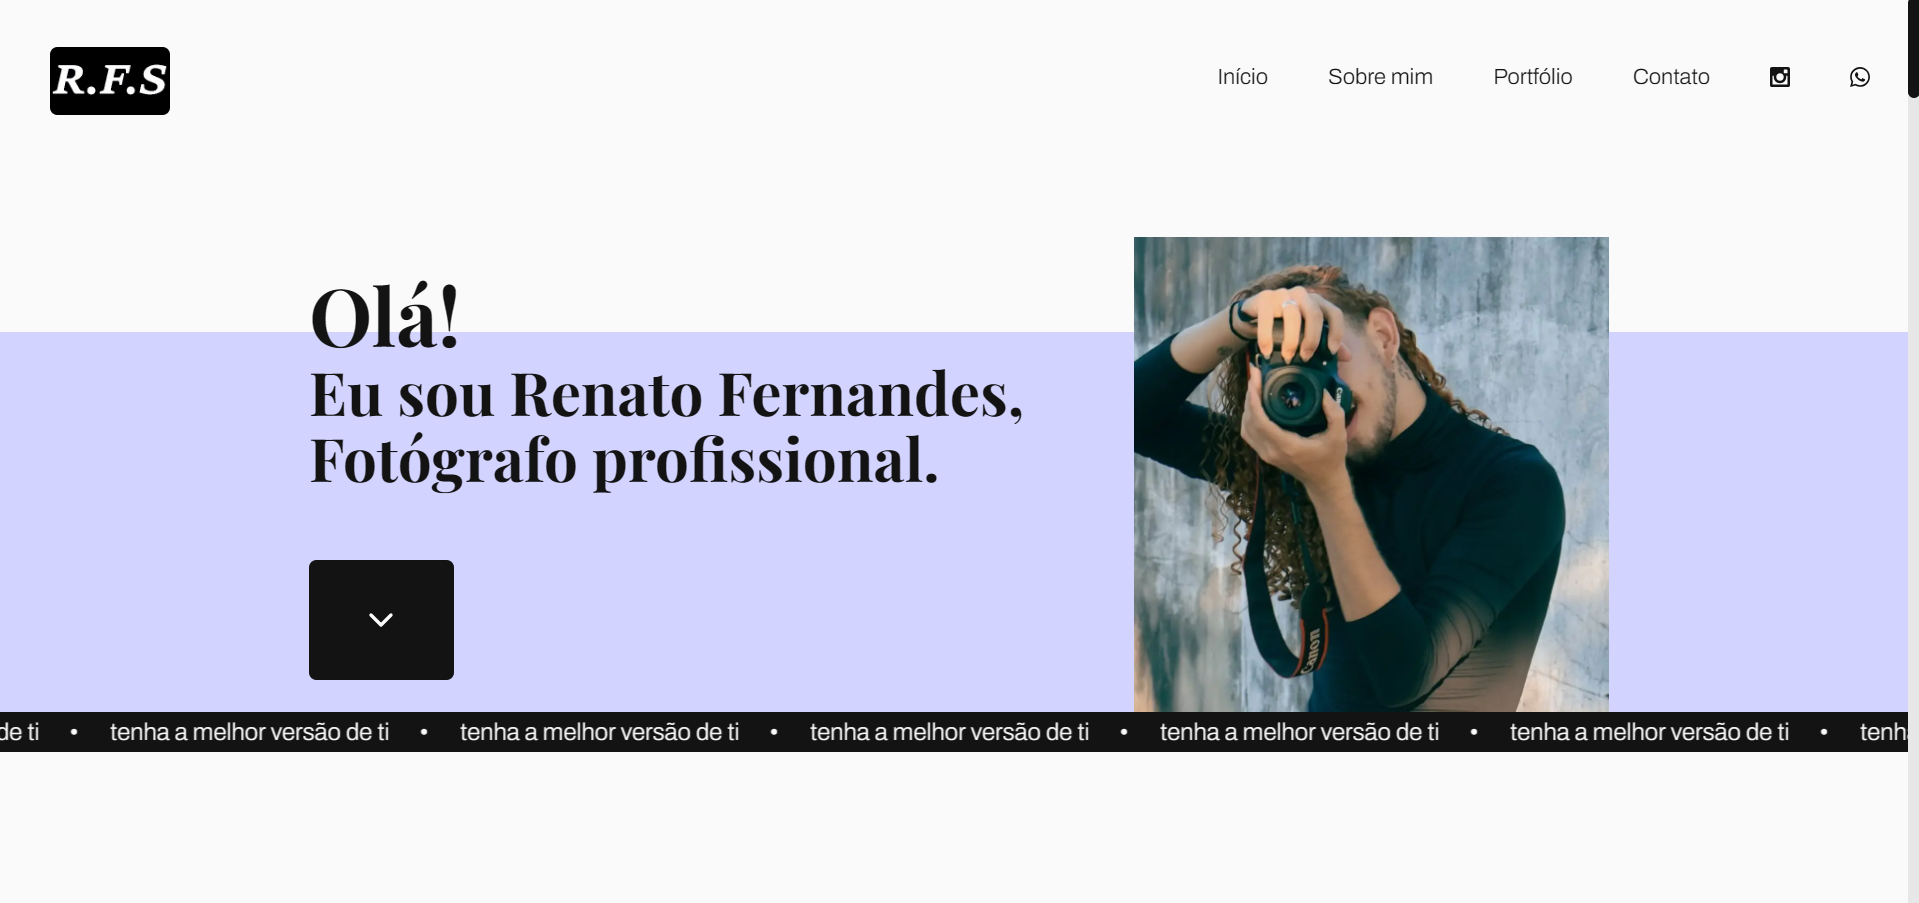 R.F.S
Início Sobre mim Portfólio Contato
Olá!
Eu sou Renato Fernandes,
Fotógrafo profissional.
Canon
de ti • tenha a melhor versão de ti • tenha a melhor versão de ti • tenha a melhor versão de ti • tenha a melhor versão de ti • tenha a melhor versão de ti •